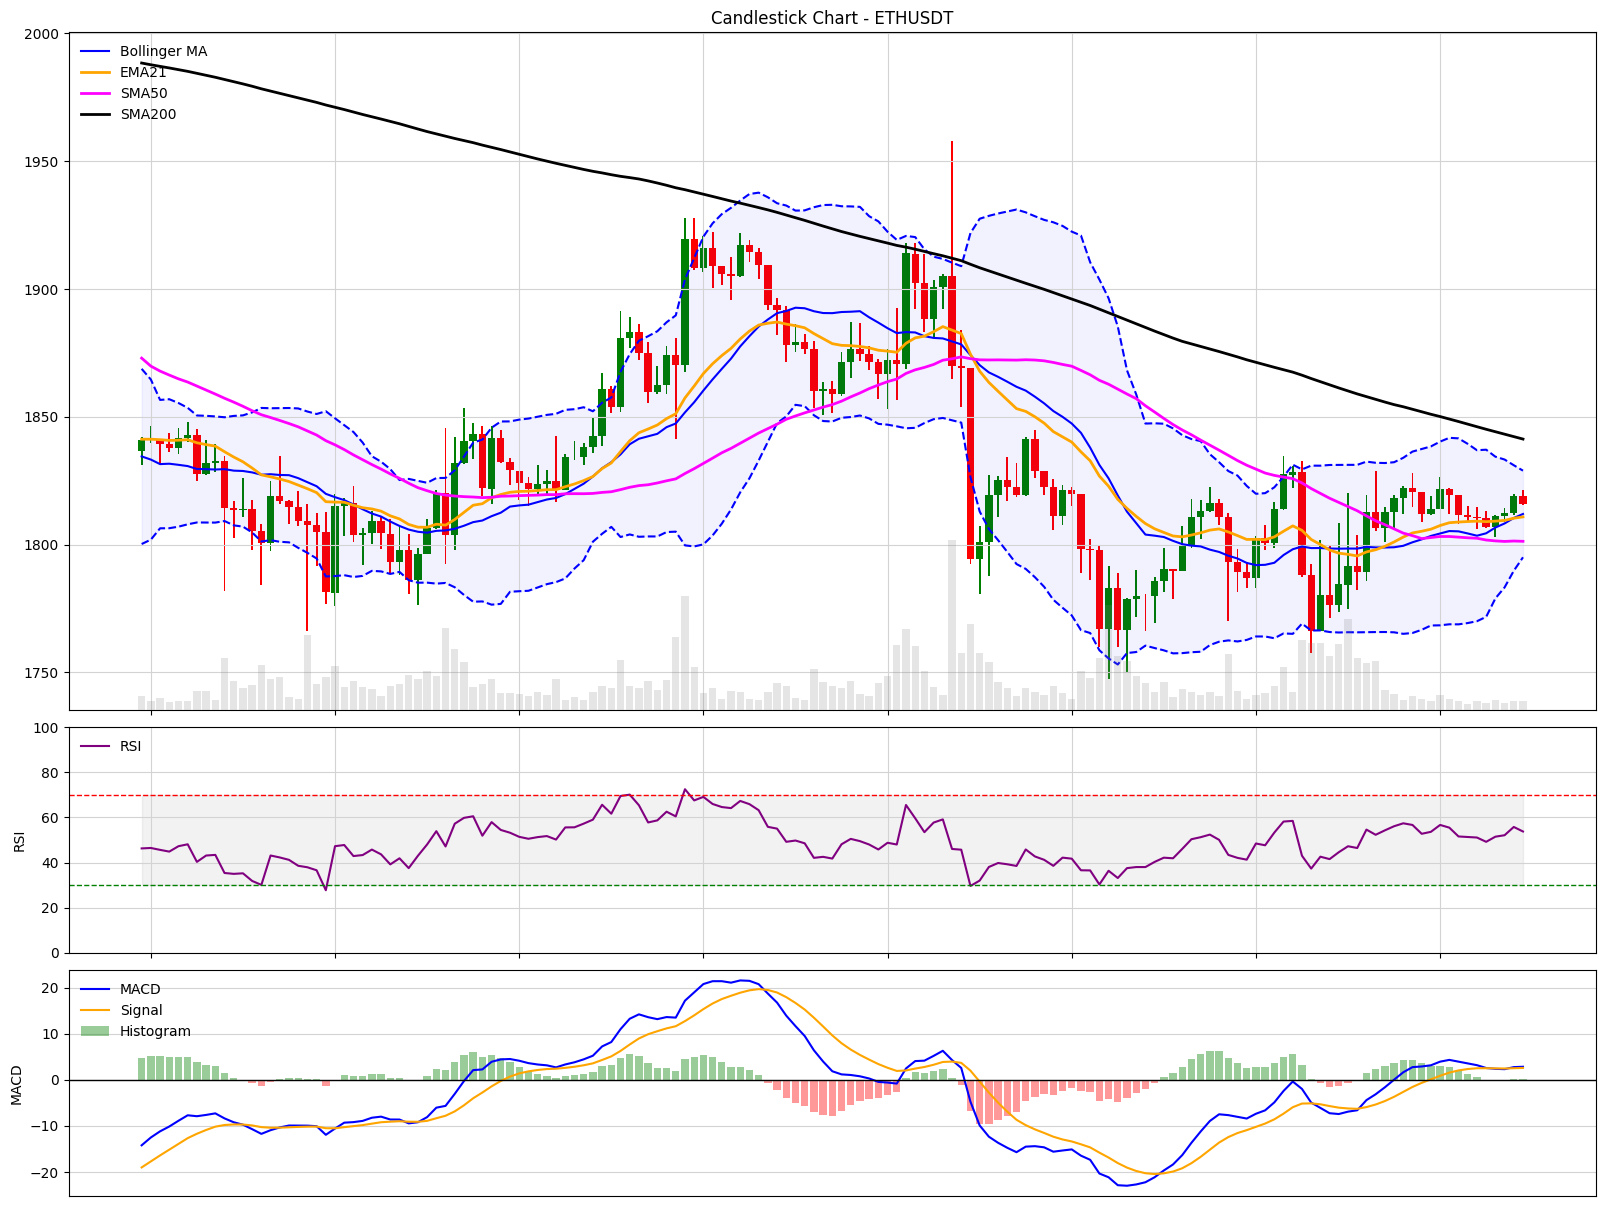 Candlestick Chart - ETHUSDT
2000
1950
1900
1850
1800
1750
Bollinger MA
EMA21
SMA50
SMA200
100
80
60
40
20
0
RSI
RSI
20
10
0
−10
−20
MACD
MACD
Signal
Histogram